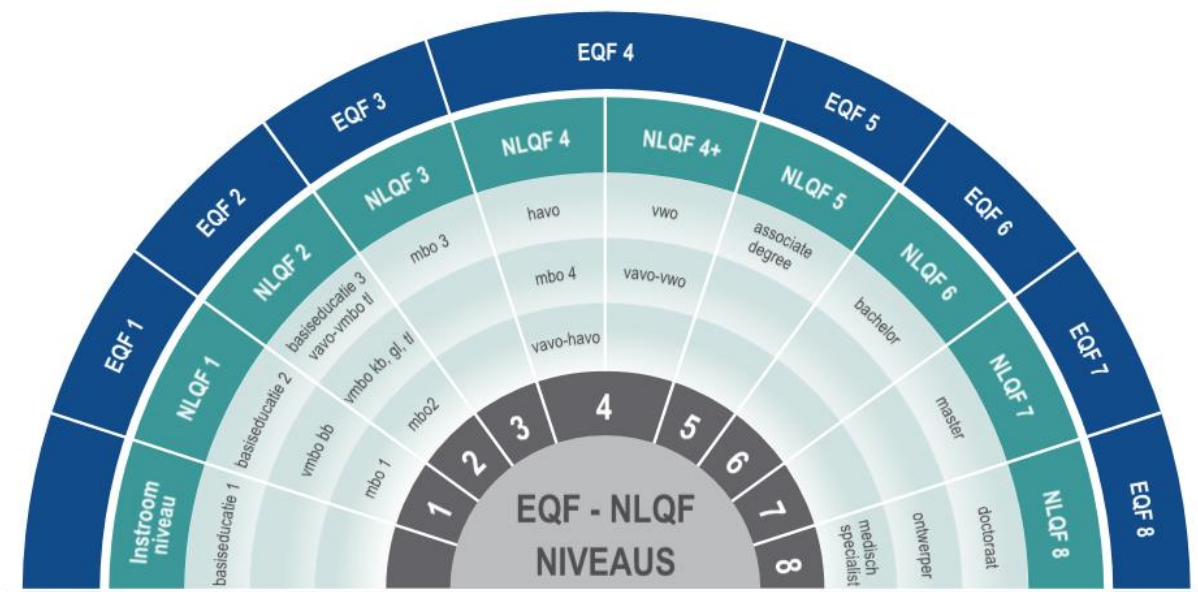 EQF 1
EQF 2
EQF 3
EQF 4
EQF 5
EQF 6
EQF 7
EQF 8
Instroom
niveau
NLQF 1
NLQF 2
NLQF 3
NLQF 4
NLQF 4+
NLQF 5
NLQF 6
NLQF 7
NLQF 8
basiseducatie 1
basiseducatie 2
vmbo bb
mbo 1
basiseducatie 3
vavo-vmbo tl
vmbo kb, gl, tl
mbo2
mbo 3
havo
mbo 4
vavo-havo
vwo
vavo-vwo
associate
degree
bachelor
master
doctoraat
ontwerper
medisch
specialist
1
2
3
4
5
6
7
8
EQF - NLQF
NIVEAUS